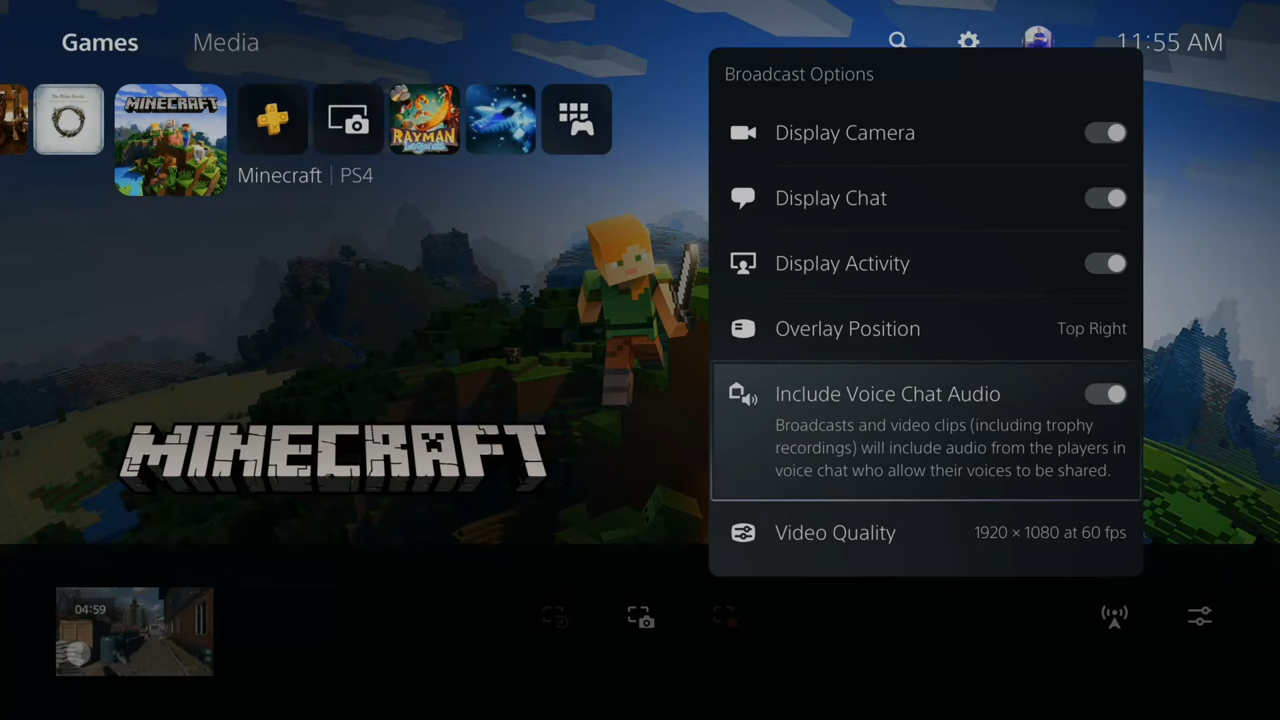 Games
Media
11:55 AM
MINECRAFT
RAYMAN
Legends
Minecraft | PS4
MINECRAFT
04:59
Broadcast Options
Display Camera
Display Chat
Display Activity
Overlay Position
Top Right
Include Voice Chat Audio
Broadcasts and video clips (including trophy
recordings) will include audio from the players in
voice chat who allow their voices to be shared.
Video Quality
1920 × 1080 at 60 fps